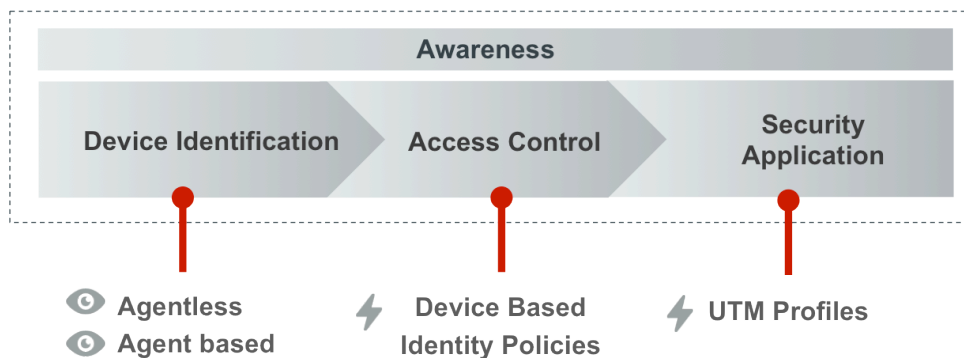 Awareness
Device Identification
Access Control
Security
Application
Agentless
Agent based
Device Based
Identity Policies
UTM Profiles